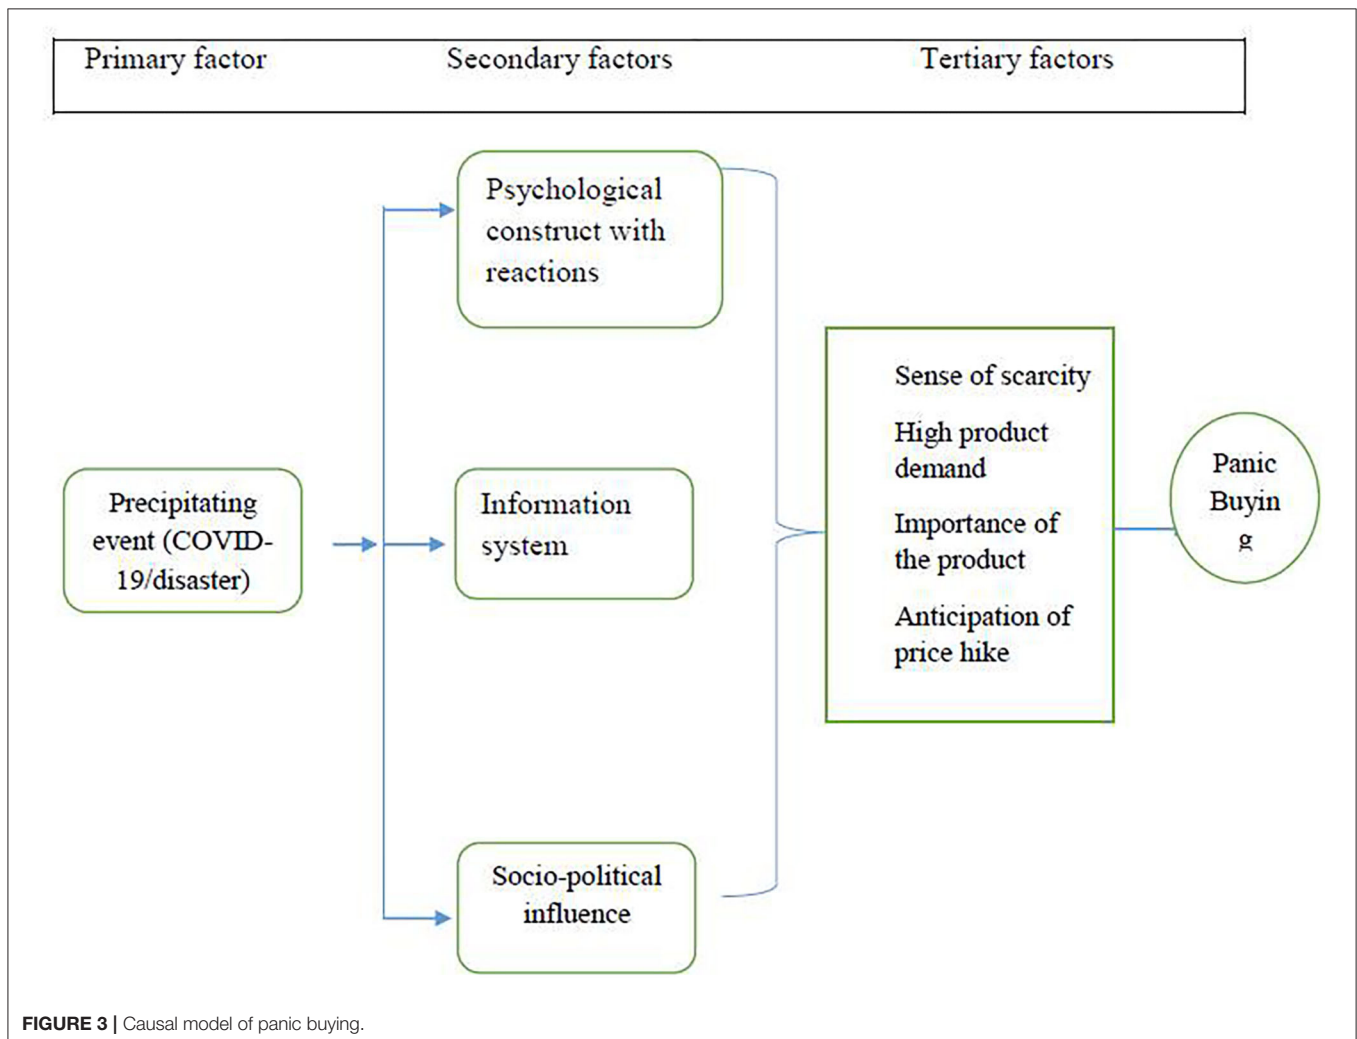 Primary factor Secondary factors Tertiary factors
Psychological
construct with
reactions
Sense of scarcity
High product
demand
Importance of
the product
Anticipation of
price hike
Panic
Buyin
g
Precipitating
event (COVID-
19/disaster)
Information
system
Socio-political
influence
FIGURE 3 | Causal model of panic buying.